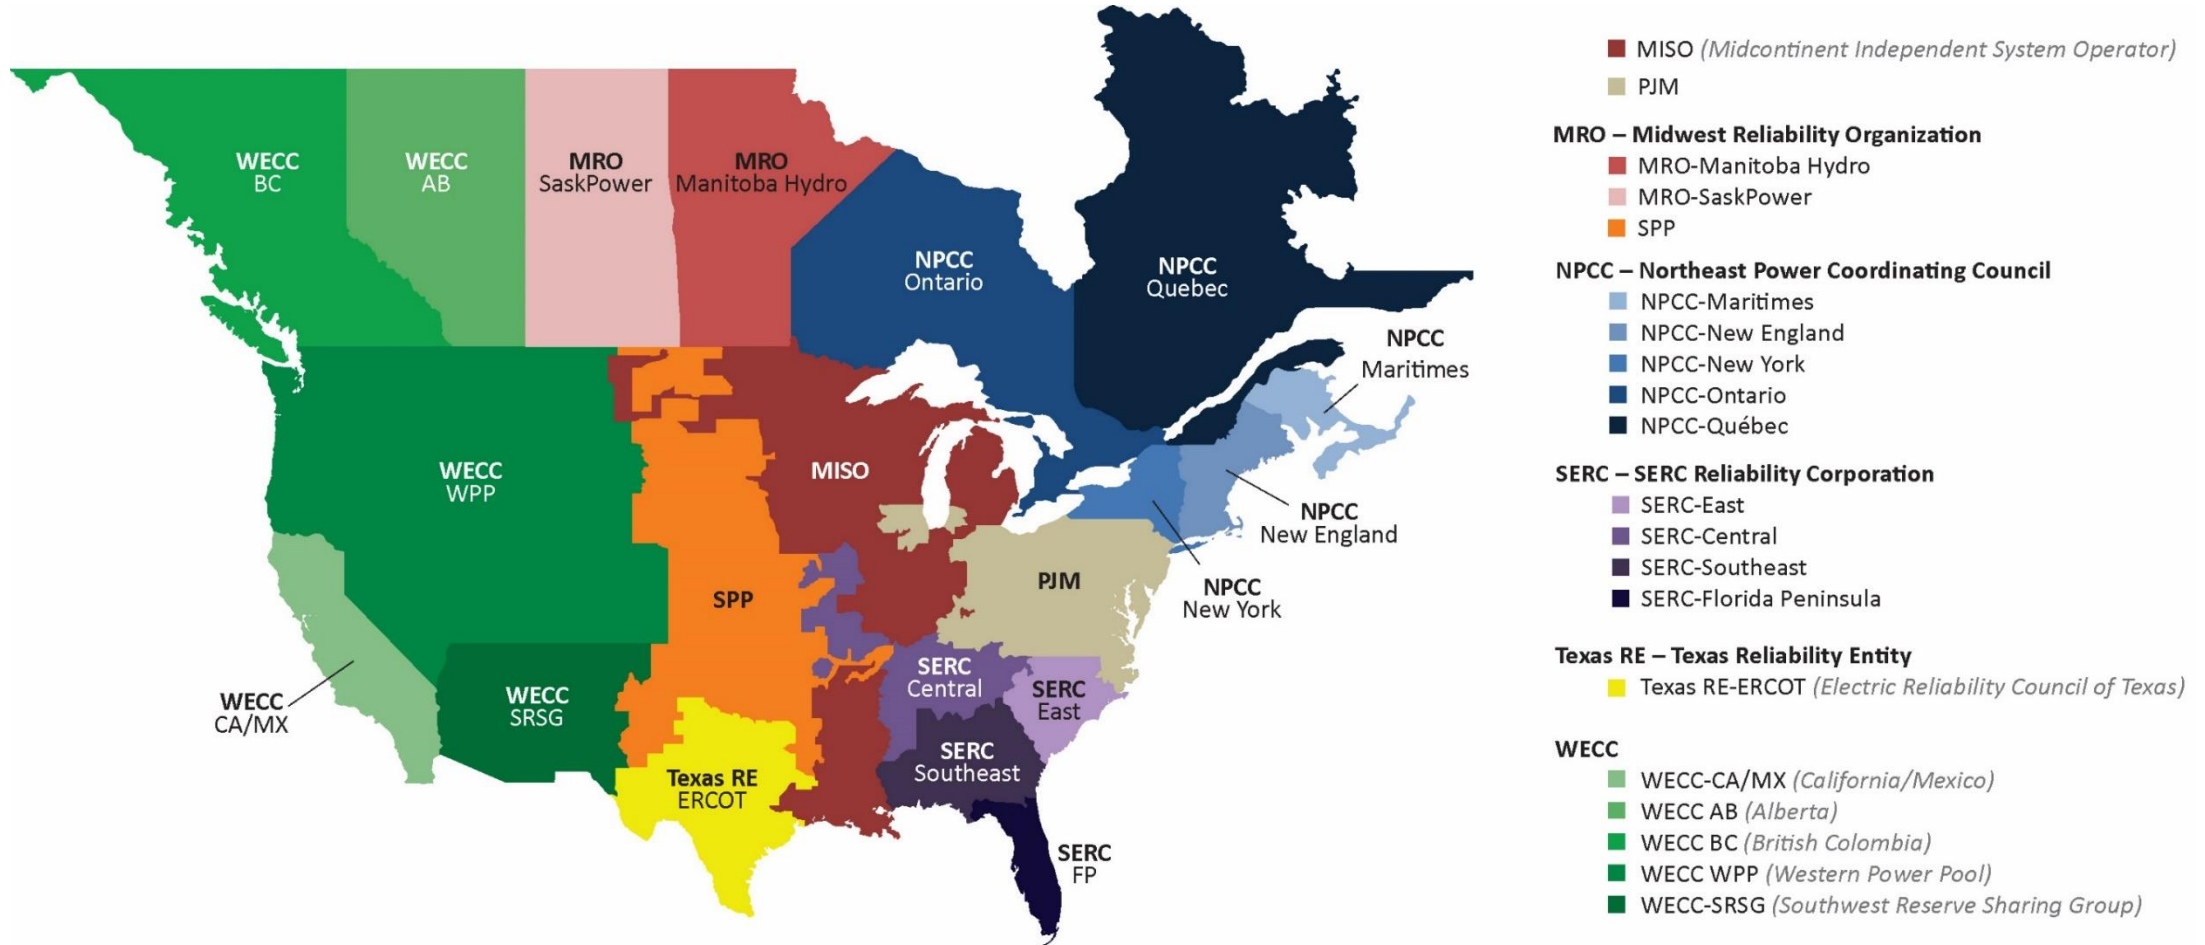 WECC
BC
WECC
AB
MRO
SaskPower
MRO
Manitoba Hydro
NPCC
Ontario
NPCC
Quebec
NPCC
Maritimes
WECC
WPP
MISO
NPCC
New England
NPCC
New York
PJM
SPP
WECC
CA/MX
WECC
SRSG
SERC
Central
SERC
East
SERC
Southeast
Texas RE
ERCOT
SERC
FP
MISO (Midcontinent Independent System Operator)
PJM
MRO – Midwest Reliability Organization
MRO-Manitoba Hydro
MRO-SaskPower
SPP
NPCC – Northeast Power Coordinating Council
NPCC-Maritimes
NPCC-New England
NPCC-New York
NPCC-Ontario
NPCC-Québec
SERC – SERC Reliability Corporation
SERC-East
SERC-Central
SERC-Southeast
SERC-Florida Peninsula
Texas RE – Texas Reliability Entity
Texas RE-ERCOT (Electric Reliability Council of Texas)
WECC
WECC-CA/MX (California/Mexico)
WECC AB (Alberta)
WECC BC (British Colombia)
WECC WPP (Western Power Pool)
WECC-SRSG (Southwest Reserve Sharing Group)